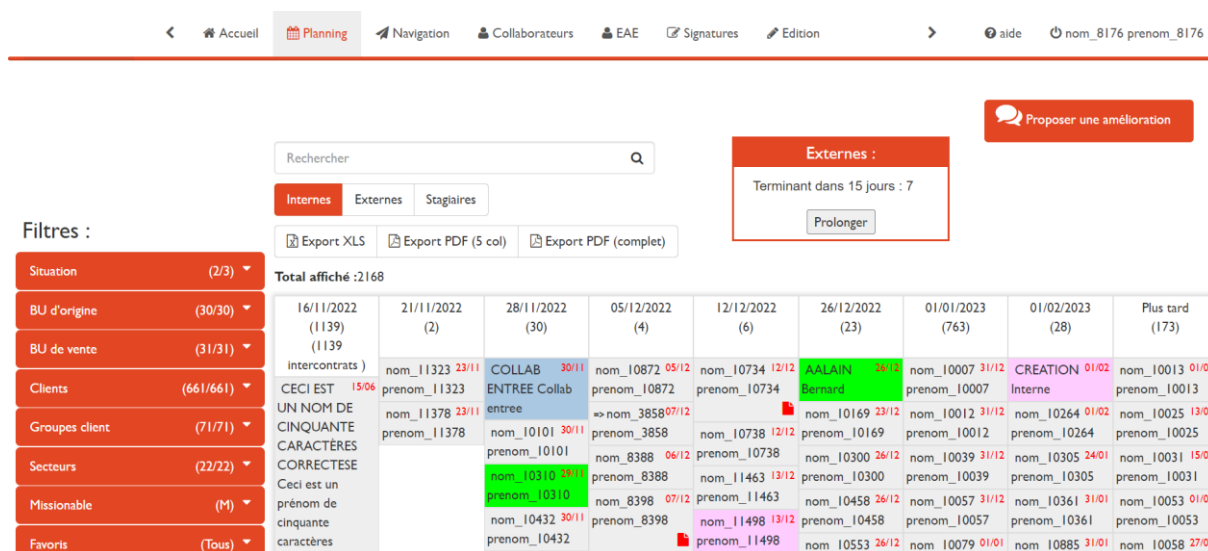 Accueil Planning Navigation Collaborateurs EAE Signatures Edition aide nom_8176 prenom_8176
Proposer une amélioration
Rechercher
Externes :
Terminant dans 15 jours : 7
Prolonger
Internes Externes Stagiaires
Export XLS Export PDF (5 col) Export PDF (complet)
Total affiché :2168
Filtres :
Situation (2/3)
BU d'origine (30/30)
BU de vente (31/31)
Clients (661/661)
Groupes client (71/71)
Secteurs (22/22)
Missionable (M)
Favoris (Tous)
16/11/2022
(1139)
(1139
intercontrats )
CECI EST 15/06
UN NOM DE
CINQUANTE
CARACTÈRES
CORRECTESE
Ceci est un
prénom de
cinquante
caractères
21/11/2022
(2)
nom_11323 23/11
prenom_11323
nom_11378 23/11
prenom_11378
28/11/2022
(30)
COLLAB 30/11
ENTREE Collab
entree
nom_10101 30/11
prenom_10101
nom_10310 29/11
prenom_10310
nom_10432 30/11
prenom_10432
05/12/2022
(4)
nom_10872 05/12
prenom_10872
=> nom_3858 07/12
prenom_3858
nom_8388 06/12
prenom_8388
nom_8398 07/12
prenom_8398
12/12/2022
(6)
nom_10734 12/12
prenom_10734
nom_10738 12/12
prenom_10738
nom_11463 13/12
prenom_11463
nom_11498 13/12
prenom_11498
26/12/2022
(23)
AALAIN 26/12
Bernard
nom_10169 23/12
prenom_10169
nom_10300 26/12
prenom_10300
nom_10458 26/12
prenom_10458
nom_10553 26/12
01/01/2023
(763)
nom_10007 31/12
prenom_10007
nom_10012 31/12
prenom_10012
nom_10039 31/12
prenom_10039
nom_10057 31/12
prenom_10057
nom_10079 01/01
01/02/2023
(28)
CREATION 01/02
Interne
nom_10264 01/02
prenom_10264
nom_10305 24/01
prenom_10305
nom_10361 31/01
prenom_10361
nom_10885 31/01
Plus tard
(173)
nom_10013
prenom_10013
nom_10025
prenom_10025
nom_10031
prenom_10031
nom_10053
prenom_10053
nom_10058